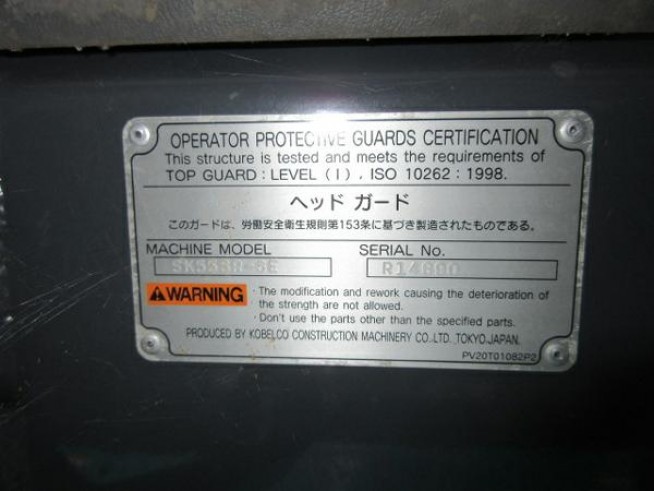 OPERATOR PROTECTIVE GUARDS CERTIFICATION
This structure is tested and meets the requirements of
TOP GUARD : LEVEL (I) . ISO 10262 : 1998.
ヘッド ガード
このガードは、労働安全衛生規則第153条に基づき製造されたものである。
MACHINE MODEL SERIAL No.
WARNING
· The modification and rework causing the deterioration of
the strength are not allowed.
· Don't use the parts other than the specified parts.
PRODUCED BY KOBELCO CONSTRUCTION MACHINERY CO.,LTD. ,TOKYO.JAPAN.
PV20T01082P2